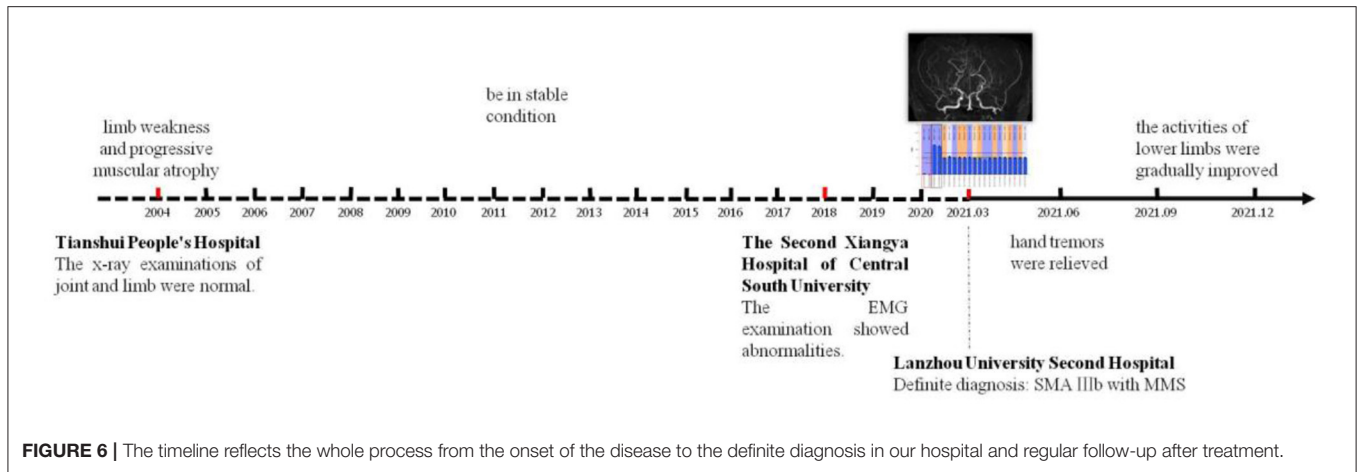 be in stable
condition
limb weakness
and progressive
muscular atrophy
the activities of
lower limbs were
gradually improved
2004 2005 2006 2007 2008 2009 2010 2011 2012 2013 2014 2015 2016 2017 2018 2019 2020 2021.03 2021.06 2021.09 2021.12
Tianshui People's Hospital
The x-ray examinations of
joint and limb were normal.
The Second Xiangya
Hospital of Central
South University
The EMG
examination showed
abnormalities.
hand tremors
were relieved
Lanzhou University Second Hospital
Definite diagnosis: SMA IIIb with MMS
FIGURE 6 | The timeline reflects the whole process from the onset of the disease to the definite diagnosis in our hospital and regular follow-up after treatment.